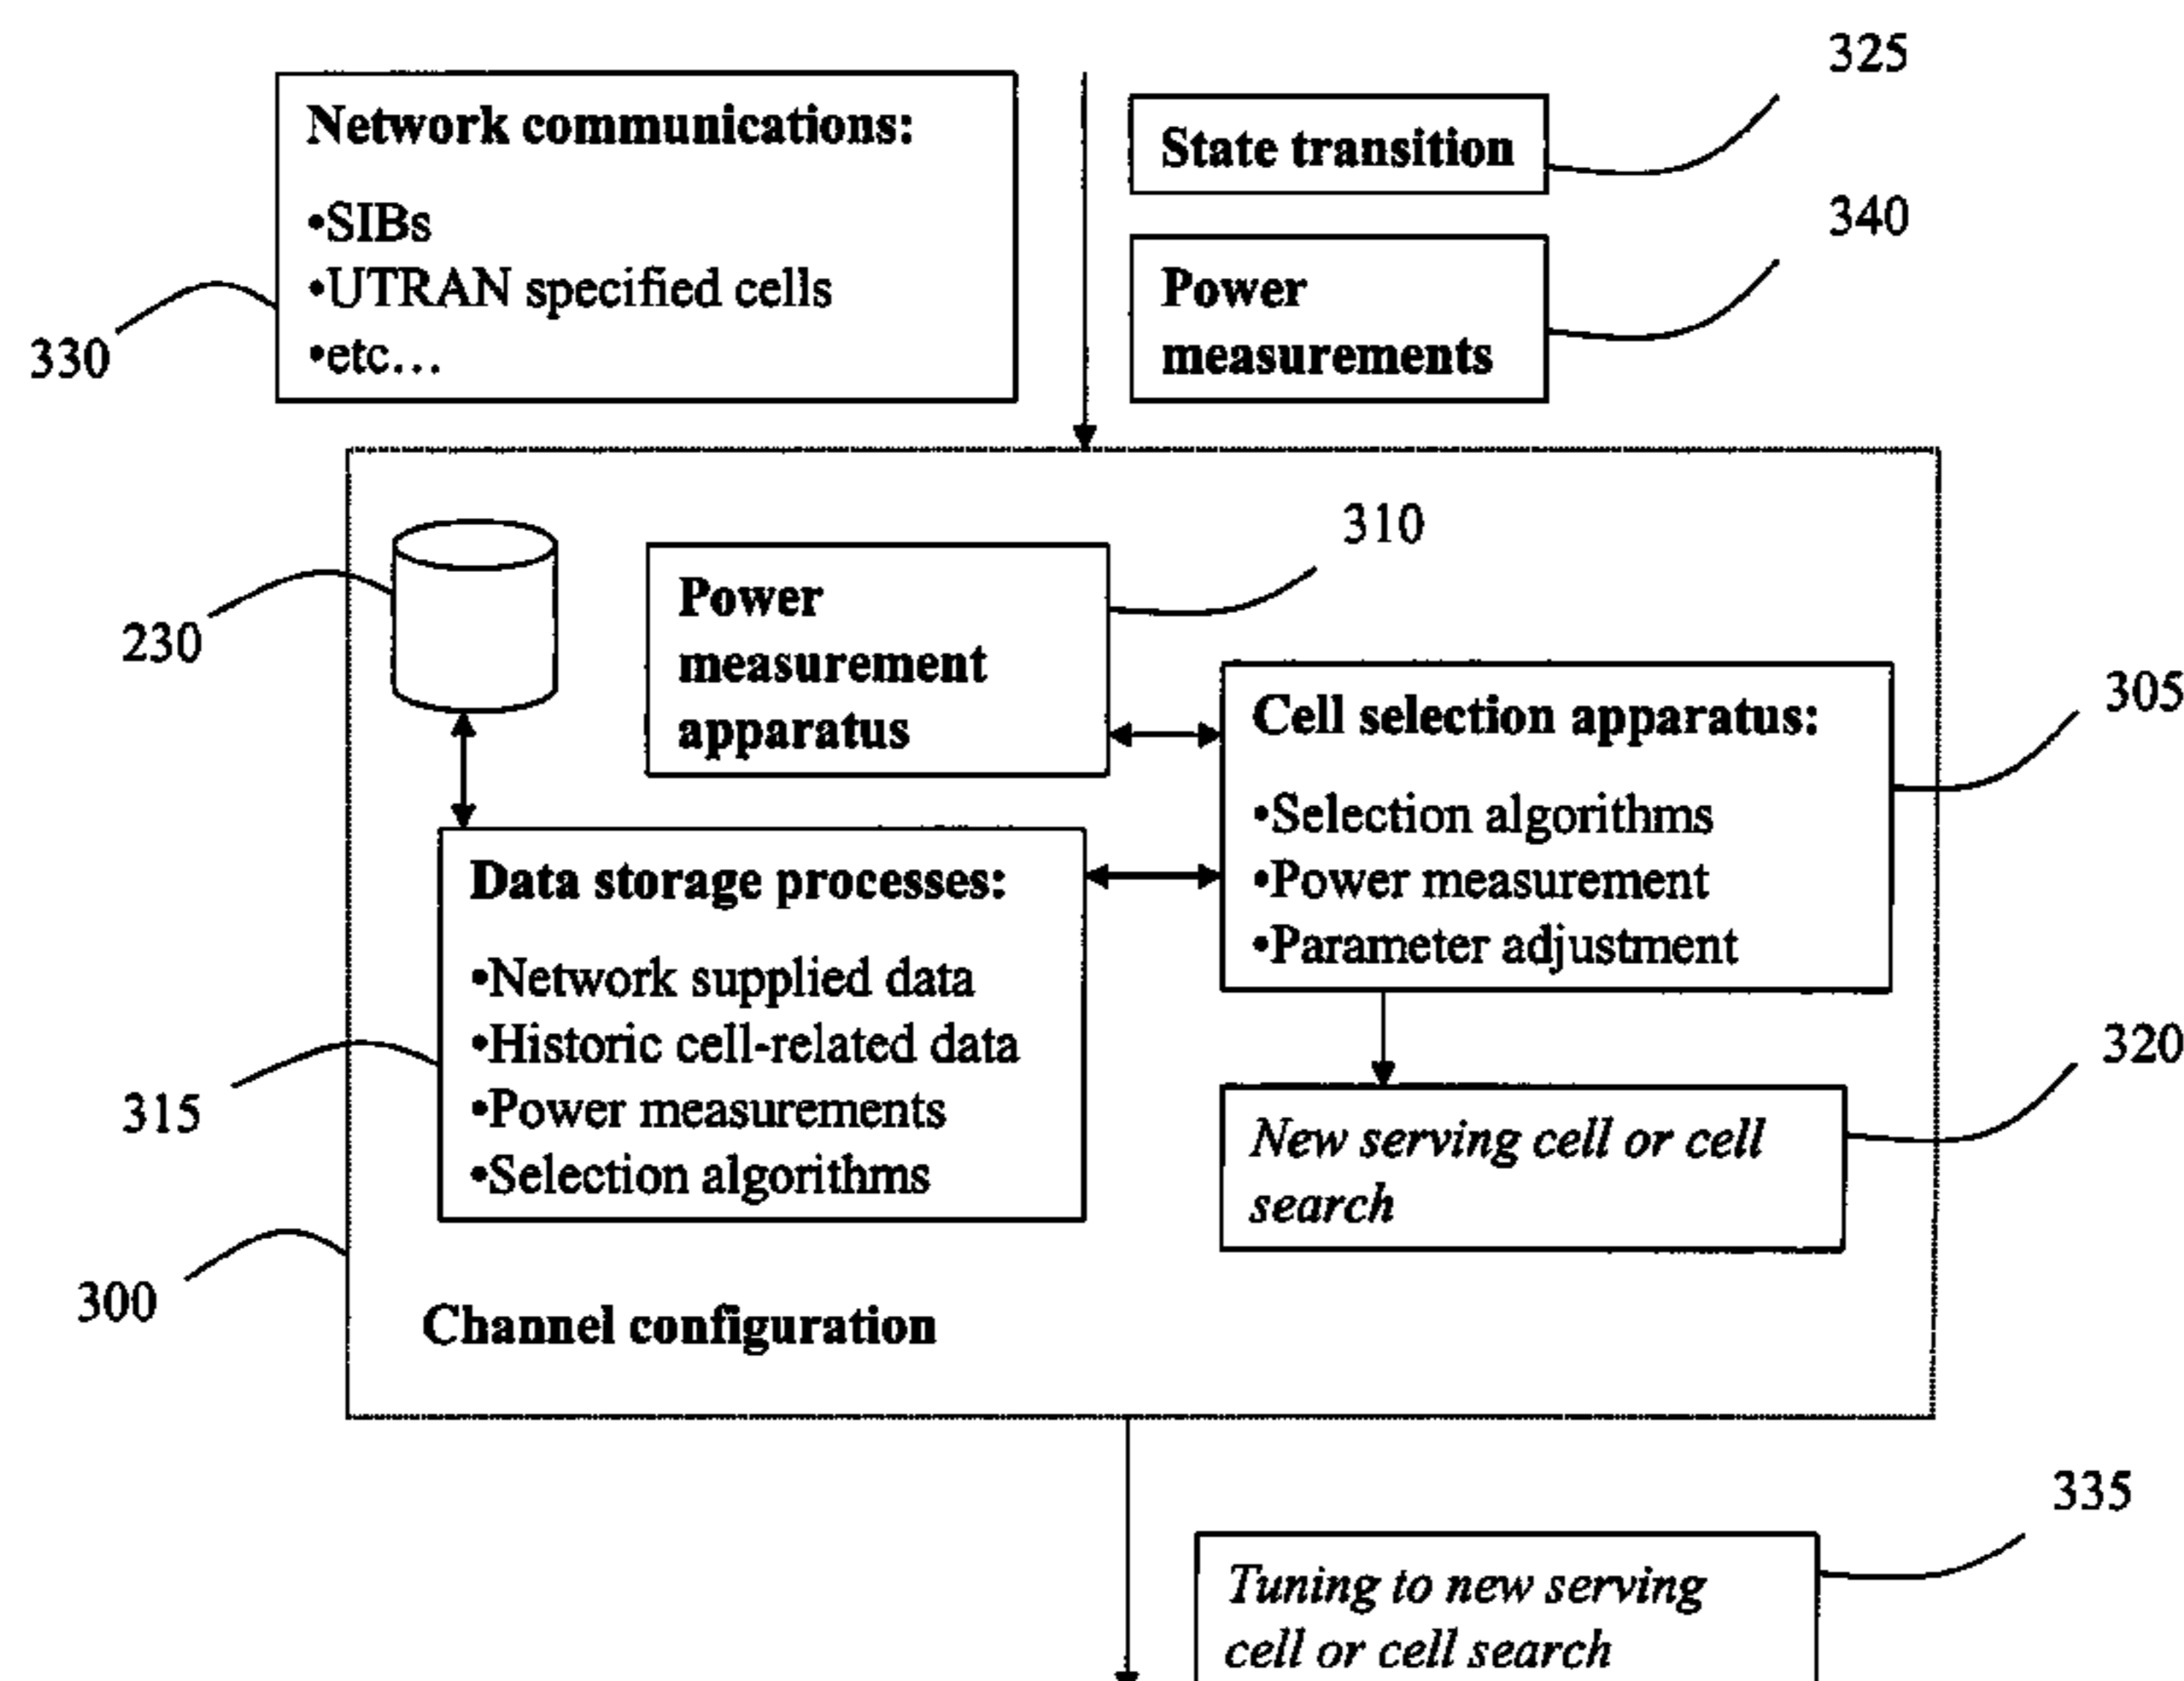 325
Network communications:
State transition
•SIBs
340
•UTRAN specified cells
Power
330
•etc…
measurements
310
Power
230
measurement
apparatus
305
Cell selection apparatus:
•Selection algorithms
•Power measurement
•Parameter adjustment
Data storage processes:
•Network supplied data
•Historic cell-related data
•Power measurements
•Selection algorithms
315
320
New serving cell or cell
search
300
Channel configuration
335
Tuning to new serving
cell or cell search